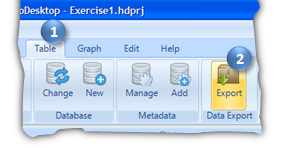 oDesktop - Exercise1.hdprj
1
Table Graph Edit Help
2
Change New Manage Add Export
Database Metadata Data Export